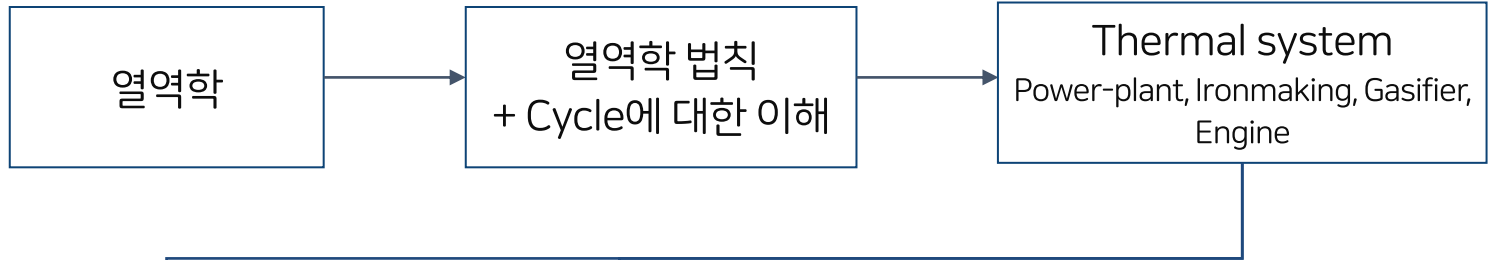 열역학
열역학 법칙
+ Cycle에 대한 이해
Thermal system
Power-plant, Ironmaking, Gasifier,
Engine